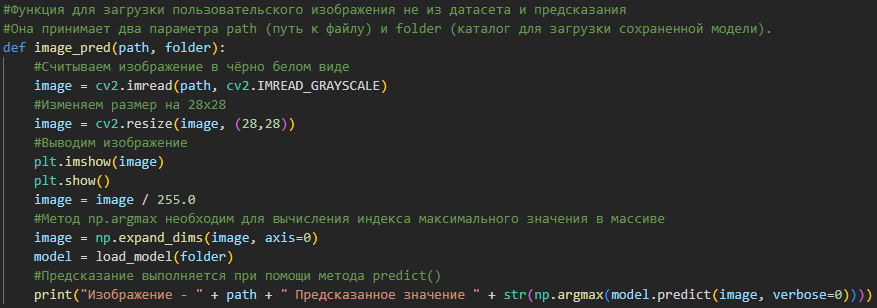 #Функция для загрузки пользовательского изображения не из датасета и предсказания
#Она принимает два параметра path (путь к файлу) и folder (каталог для загрузки сохраненной модели).
def image_pred(path, folder):
    #Считываем изображение в чёрно белом виде
    image = cv2.imread(path, cv2.IMREAD_GRAYSCALE)
    #Изменяем размер на 28x28
    image = cv2.resize(image, (28,28))
    #Выводим изображение
    plt.imshow(image)
    plt.show()
    image = image / 255.0
    #Метод np.argmax необходим для вычисления индекса максимального значения в массиве
    image = np.expand_dims(image, axis=0)
    model = load_model(folder)
    #Предсказание выполняется при помощи метода predict()
    print("Изображение - " + path + " Предсказанное значение " + str(np.argmax(model.predict(image, verbose=0))))